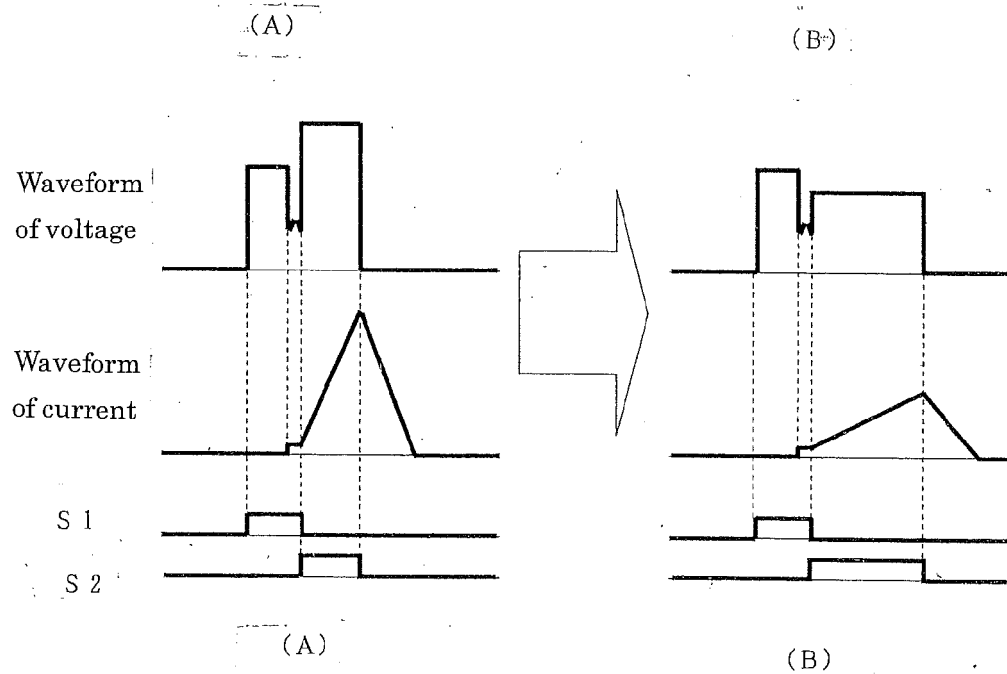 (A)
(B)
Waveform
of voltage
Waveform
of current
S 1
S 2
(A)
(B)